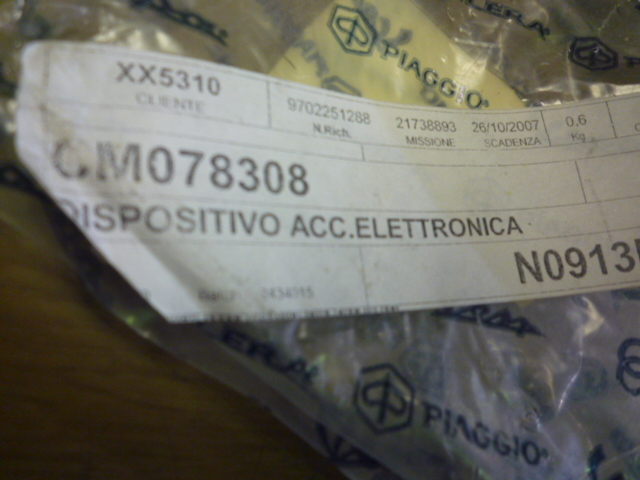 PIAGGIO
XX5310
CLIENTE
9702251288
N.Rich.
21738893
MISSIONE
26/10/2007
SCADENZA
0.6
Kg
CM078308
DISPOSITIVO ACC.ELETTRONICA
N0913
PIAGGIO